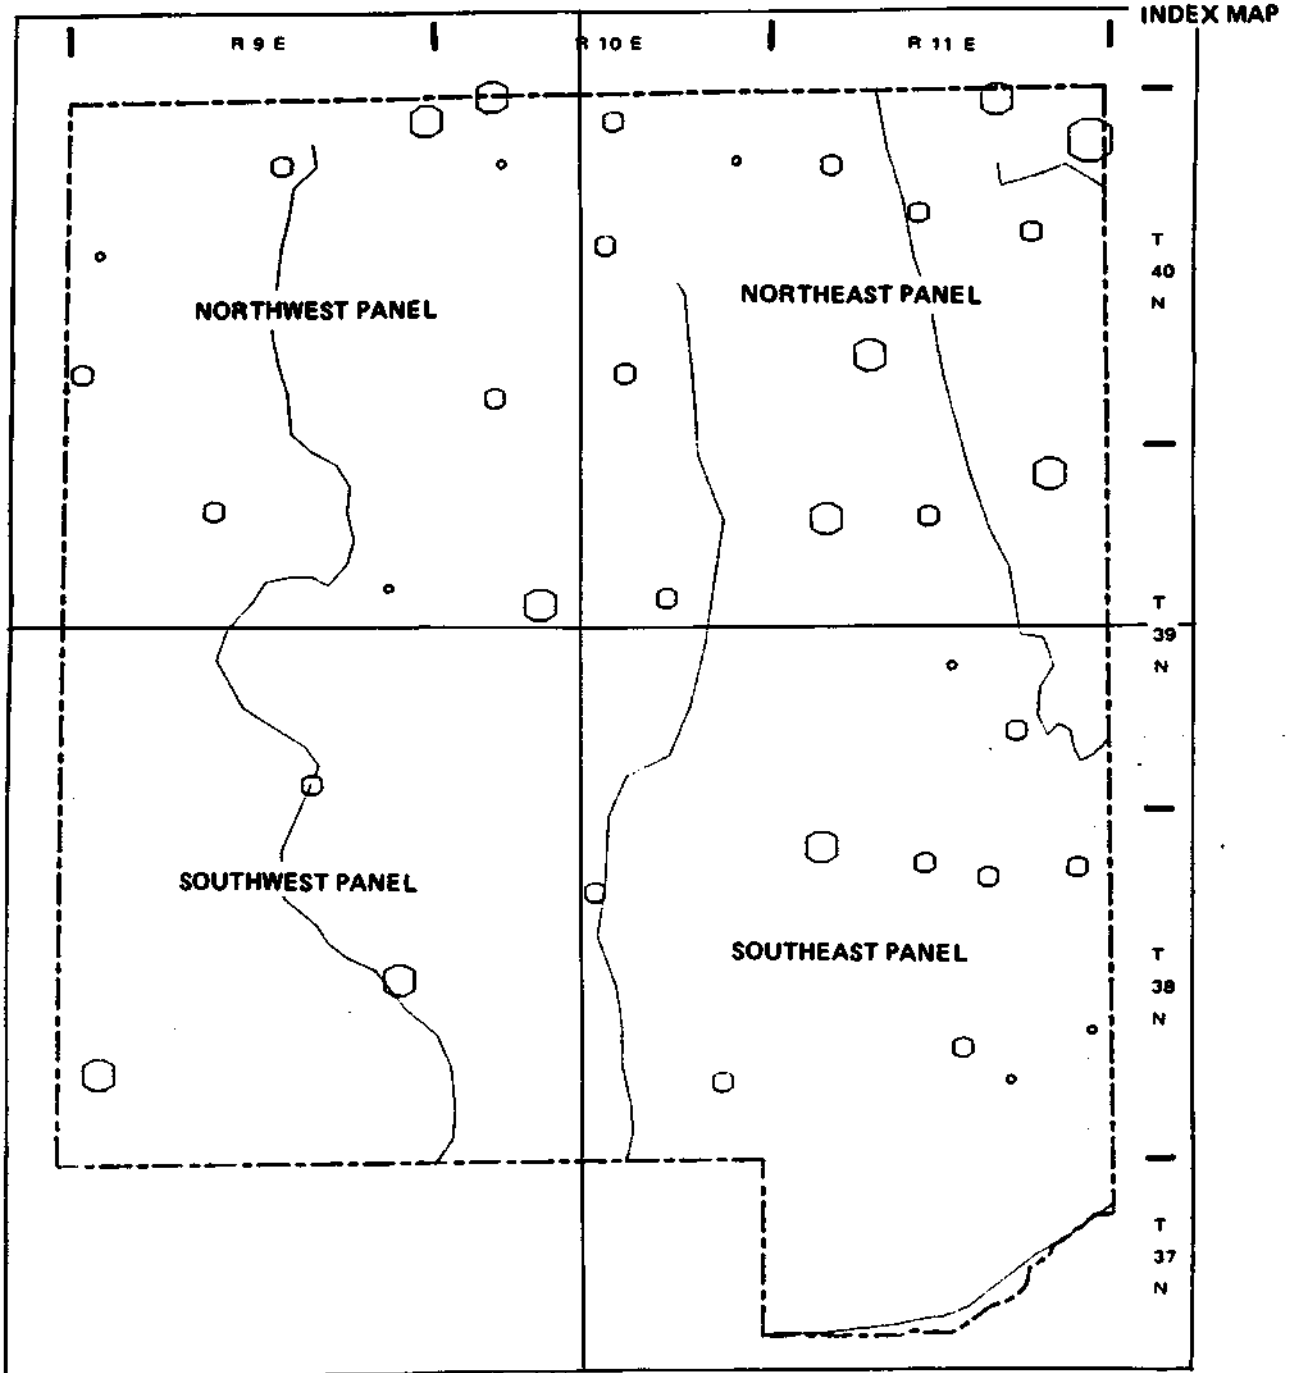 INDEX MAP
R 9 E
R 10 E
R 11 E
T
40
N
NORTHWEST PANEL
NORTHEAST PANEL
T
39
N
SOUTHWEST PANEL
SOUTHEAST PANEL
T
38
N
T
37
N